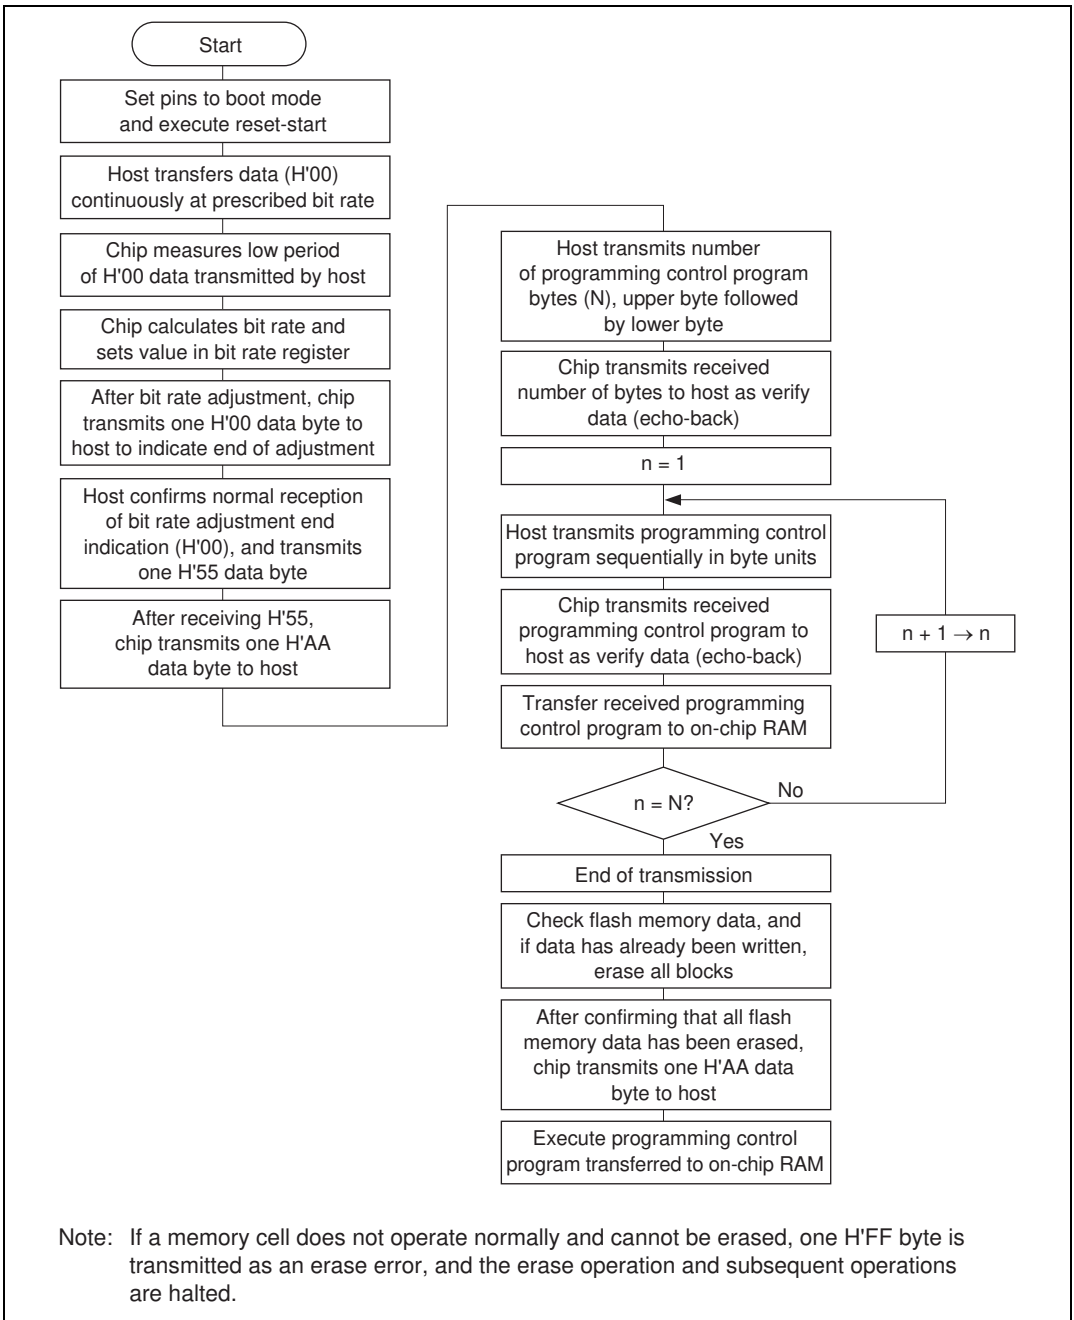 Start
Set pins to boot mode
and execute reset-start
Host transfers data (H'00)
continuously at prescribed bit rate
Chip measures low period
of H'00 data transmitted by host
Chip calculates bit rate and
sets value in bit rate register
After bit rate adjustment, chip
transmits one H'00 data byte to
host to indicate end of adjustment
Host confirms normal reception
of bit rate adjustment end
indication (H'00), and transmits
one H'55 data byte
After receiving H'55,
chip transmits one H'AA
data byte to host
Host transmits number
of programming control program
bytes (N), upper byte followed
by lower byte
Chip transmits received
number of bytes to host as verify
data (echo-back)
n = 1
Host transmits programming control
program sequentially in byte units
Chip transmits received
programming control program to
host as verify data (echo-back)
n + 1 → n
Transfer received programming
control program to on-chip RAM
n = N?
No
Yes
End of transmission
Check flash memory data, and
if data has already been written,
erase all blocks
After confirming that all flash
memory data has been erased,
chip transmits one H'AA data
byte to host
Execute programming control
program transferred to on-chip RAM
Note: If a memory cell does not operate normally and cannot be erased, one H'FF byte is
transmitted as an erase error, and the erase operation and subsequent operations
are halted.